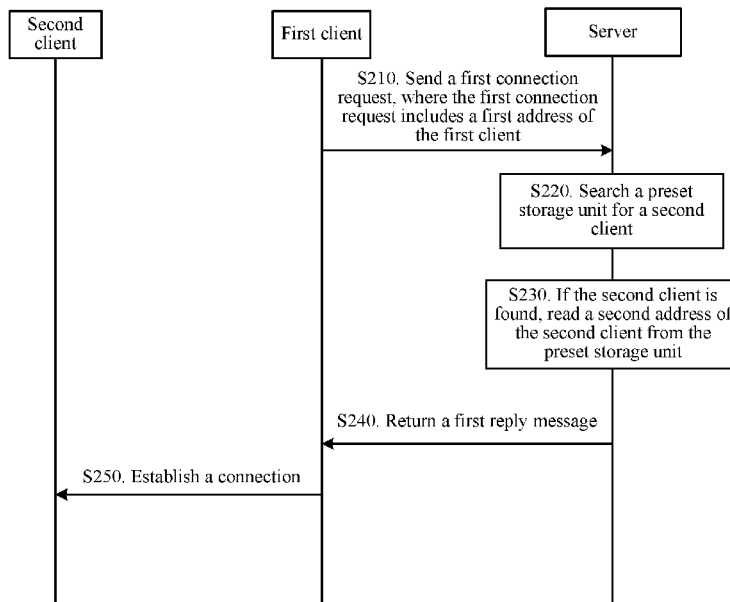 Second
client
First client
Server
S210. Send a first connection
request, where the first connection
request includes a first address of
the first client
S220. Search a preset
storage unit for a second
client
S230. If the second client is
found, read a second address of
the second client from the
preset storage unit
S240. Return a first reply message
S250. Establish a connection